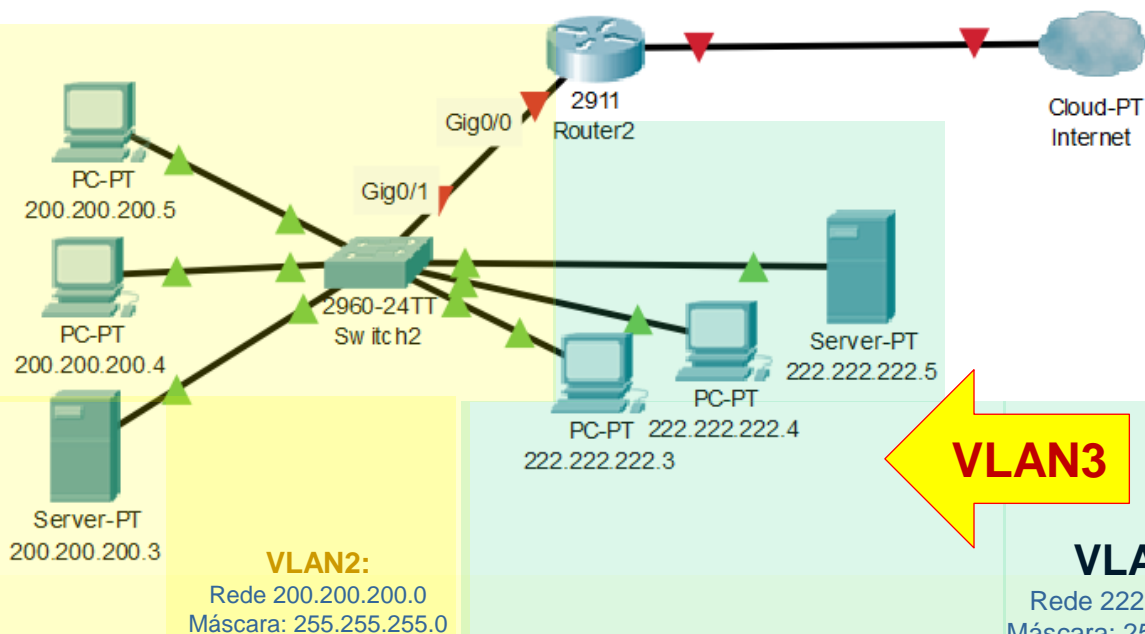 2911
Router2
Cloud-PT
Internet
Gig0/0
Gig0/1
PC-PT
200.200.200.5
PC-PT
200.200.200.4
Server-PT
200.200.200.3
2960-24TT
Switch2
Server-PT
222.222.222.5
PC-PT
222.222.222.4
PC-PT
222.222.222.3
VLAN3
VLAN2:
Rede 200.200.200.0
Máscara: 255.255.255.0
Rede 222
Máscara: